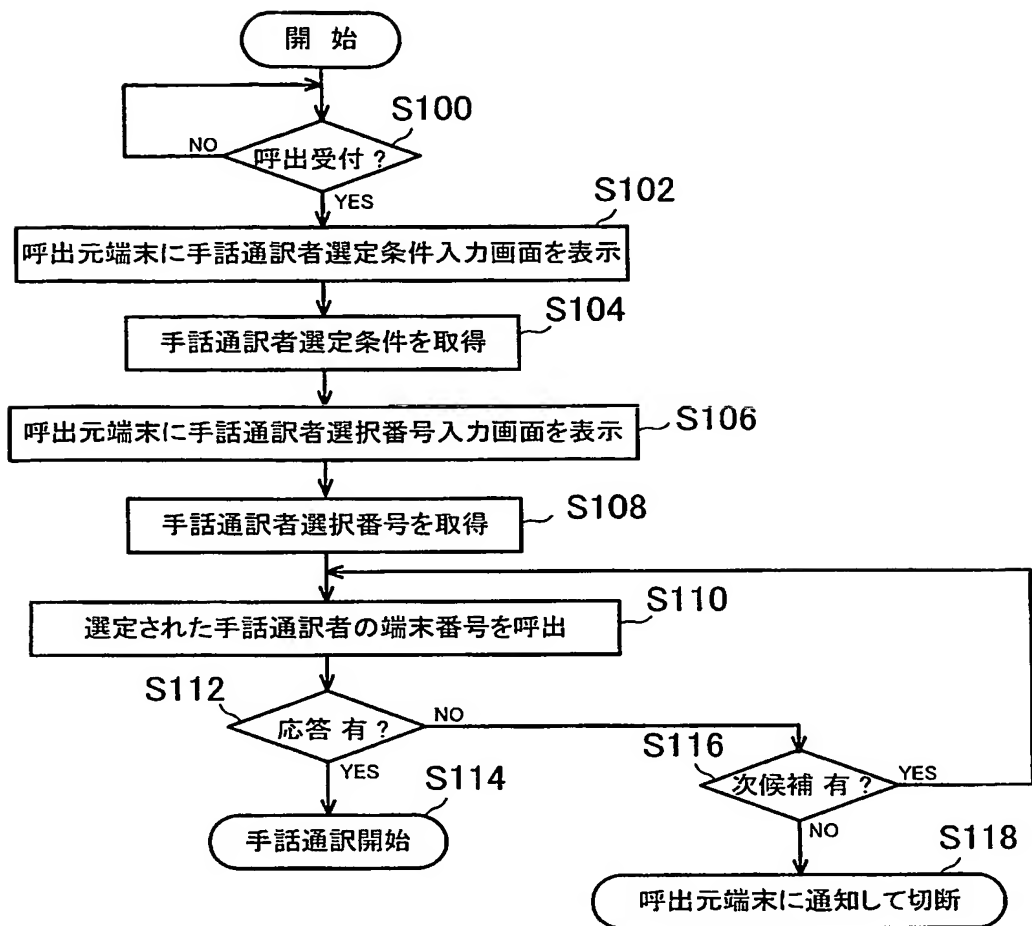 開 始
S100
NO
呼出受付 ?
YES
S102
呼出元端末に手話通訳者選定条件入力画面を表示
S104
手話通訳者選定条件を取得
呼出元端末に手話通訳者選択番号入力画面を表示
S106
手話通訳者選択番号を取得
S108
S110
選定された手話通訳者の端末番号を呼出
S112
応答 有 ?
NO
YES
S116
次候補 有 ?
YES
S114
手話通訳開始
NO
S118
呼出元端末に通知して切断